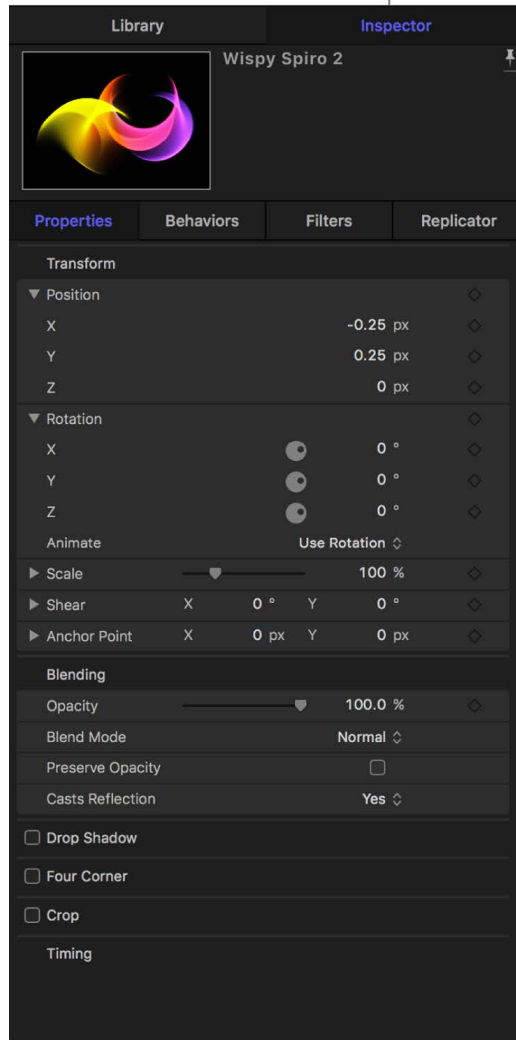 Library Inspector
Wispy Spiro 2
Properties Behaviors Filters Replicator
Transform
Position
X -0.25 px
Y 0.25 px
Z 0 px
Rotation
X 0 °
Y 0 °
Z 0 °
Animate Use Rotation
Scale 100 %
Shear X 0 ° Y 0 °
Anchor Point X 0 px Y 0 px
Blending
Opacity 100.0 %
Blend Mode Normal
Preserve Opacity
Casts Reflection Yes
Drop Shadow
Four Corner
Crop
Timing